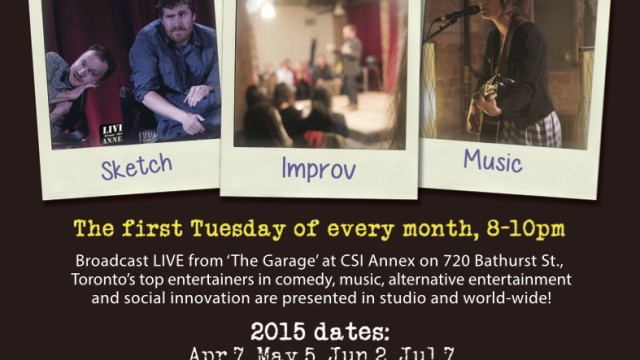 LIVE
ANNEX
Sketch
Improv
Music
The first Tuesday of every month, 8-10pm
Broadcast LIVE from 'The Garage' at CSI Annex on 720 Bathurst St.,
Toronto's top entertainers in comedy, music, alternative entertainment
and social innovation are presented in studio and world-wide!
2015 dates:
Apr 7, May 5, Jun 2, Jul 7